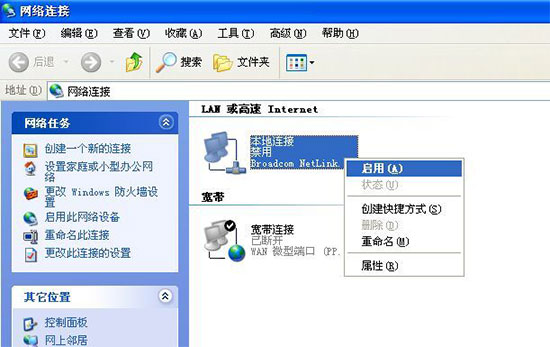 网络连接
文件(F) 编辑(E) 查看(V) 收藏(A) 工具(T) 高级(N) 帮助(H)
后退 搜索 文件夹
地址(D) 网络连接
网络任务
创建一个新的连接
设置家庭或小型办公网
络
更改 Windows 防火墙设
置
启用此网络设备
重命名此连接
更改此连接的设置
其它位置
控制面板
网上邻居
LAN 或高速 Internet
本地连接
禁用
Broadcom NetLink
宽带
宽带连接
已断开
WAN 微型端口 (PP..
启用(A)
状态(U)
创建快捷方式(S)
删除(D)
重命名(M)
属性(R)